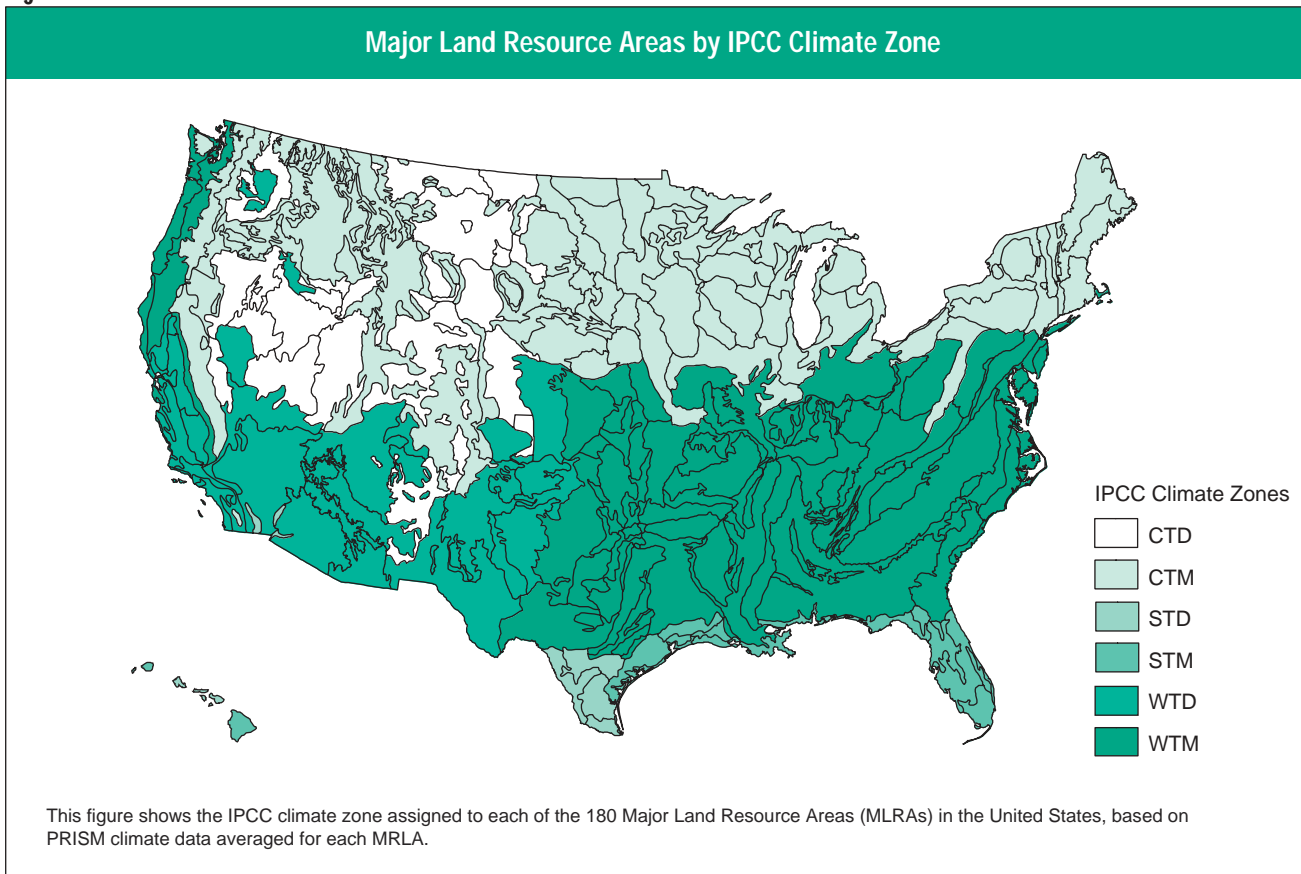 Major Land Resource Areas by IPCC Climate Zone
IPCC Climate Zones
CTD
CTM
STD
STM
WTD
WTM
This figure shows the IPCC climate zone assigned to each of the 180 Major Land Resource Areas (MLRAs) in the United States, based on
PRISM climate data averaged for each MRLA.